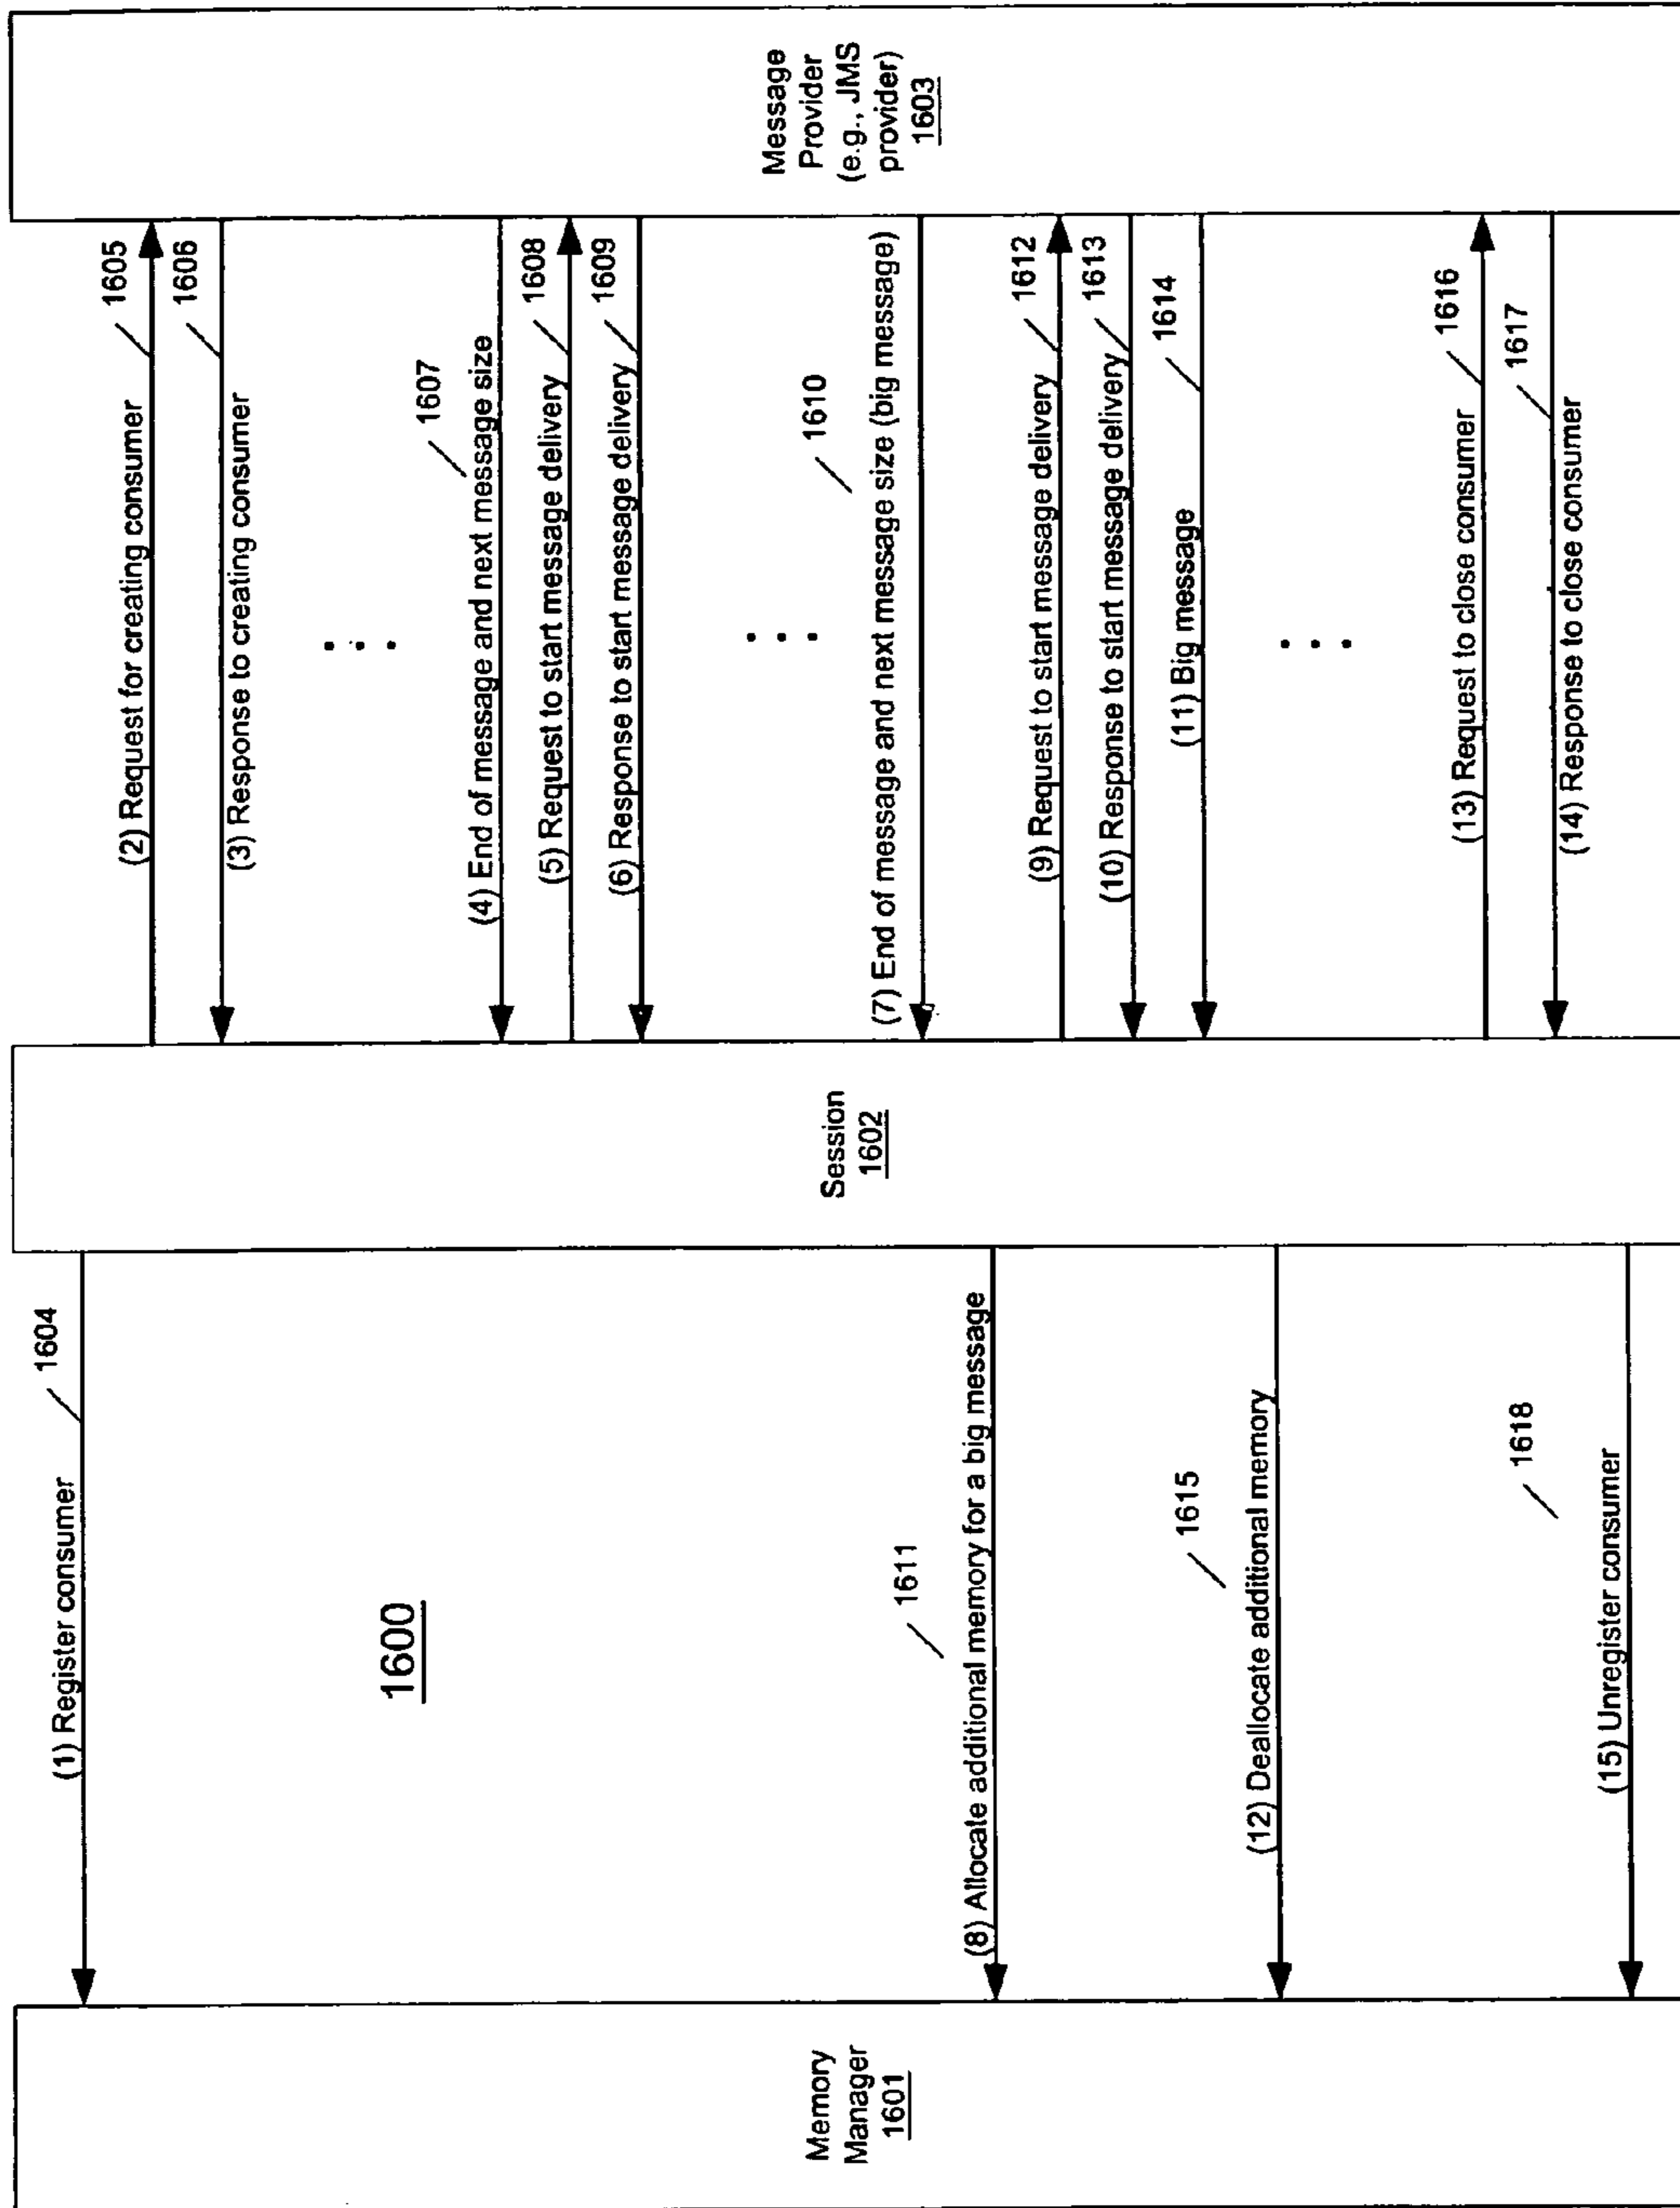 Memory
Manager
1601
Session
1602
Message
Provider
(e.g., JMS
provider)
1603
1600
(1) Register consumer
1604
(2) Request for creating consumer
1605
(3) Response to creating consumer
1606
(4) End of message and next message size
1607
(5) Request to start message delivery
1608
(6) Response to start message delivery
1609
(7) End of message and next message size (big message)
1610
(8) Allocate additional memory for a big message
1611
(9) Request to start message delivery
1612
(10) Response to start message delivery
1613
(11) Big message
1614
(12) Deallocate additional memory
1615
(13) Request to close consumer
1616
(14) Response to close consumer
1617
(15) Unregister consumer
1618